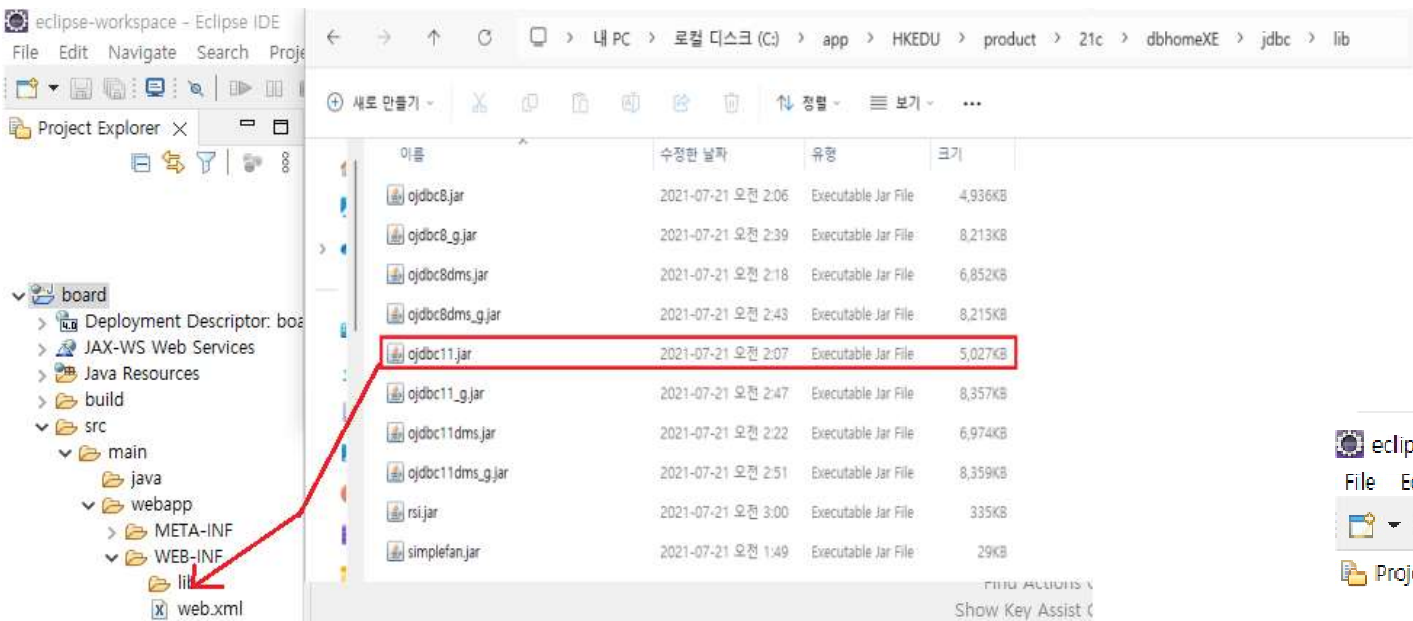 eclipse-workspace - Eclipse IDE
File Edit Navigate Search Proje
Project Explorer
board
Deployment Descriptor: boa
JAX-WS Web Services
Java Resources
build
src
main
java
webapp
META-INF
WEB-INF
lib
web.xml
내 PC > 로컬 디스크 (C:) > app > HKEDU > product > 21c > dbhomeXE > jdbc > lib
새로 만들기 정렬 보기 ...
이름 수정한 날짜 유형 크기
ojdbc8.jar 2021-07-21 오전 2:06 Executable Jar File 4,936KB
ojdbc8_g.jar 2021-07-21 오전 2:39 Executable Jar File 8,213KB
ojdbc8dms.jar 2021-07-21 오전 2:18 Executable Jar File 6,852KB
ojdbc8dms_g.jar 2021-07-21 오전 2:43 Executable Jar File 8,215KB
ojdbc11.jar 2021-07-21 오전 2:07 Executable Jar File 5,027KB
ojdbc11_g.jar 2021-07-21 오전 2:47 Executable Jar File 8,357KB
ojdbc11dms.jar 2021-07-21 오전 2:22 Executable Jar File 6,974KB
ojdbc11dms_g.jar 2021-07-21 오전 2:51 Executable Jar File 8,359KB
rsi.jar 2021-07-21 오전 3:00 Executable Jar File 335KB
simplefan.jar 2021-07-21 오전 1:49 Executable Jar File 29KB
Find Actions
Show Key Assist
eclip
File E
Proj